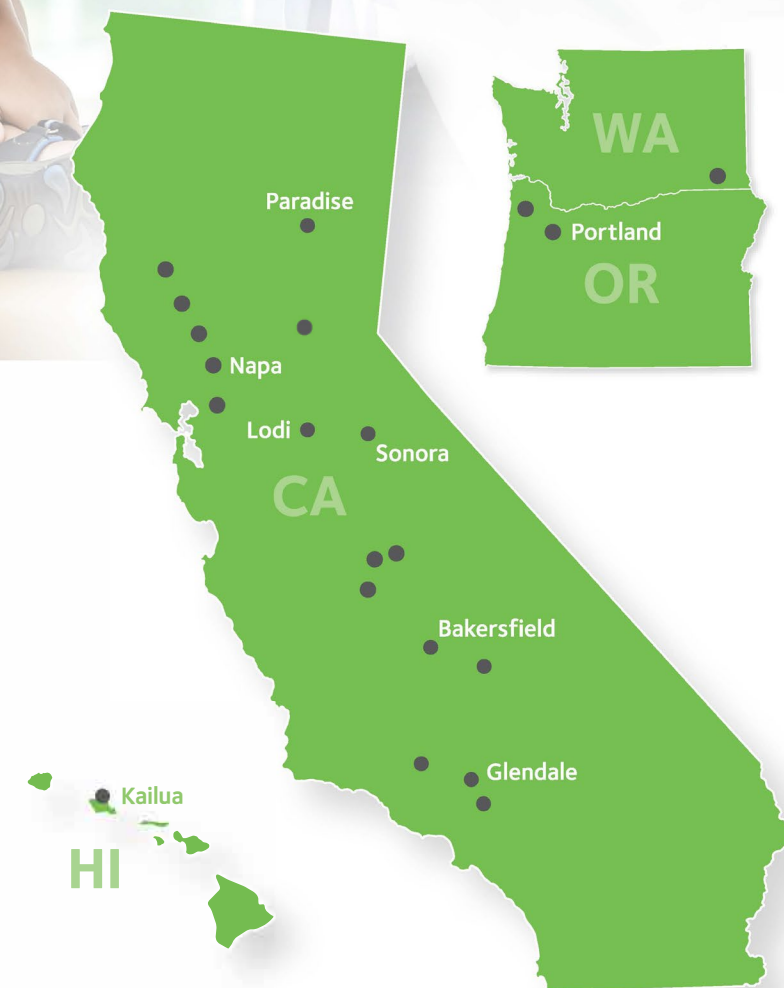 Paradise
Napa
Lodi
Sonora
CA
Bakersfield
Glendale
WA
Portland
OR
Kailua
HI